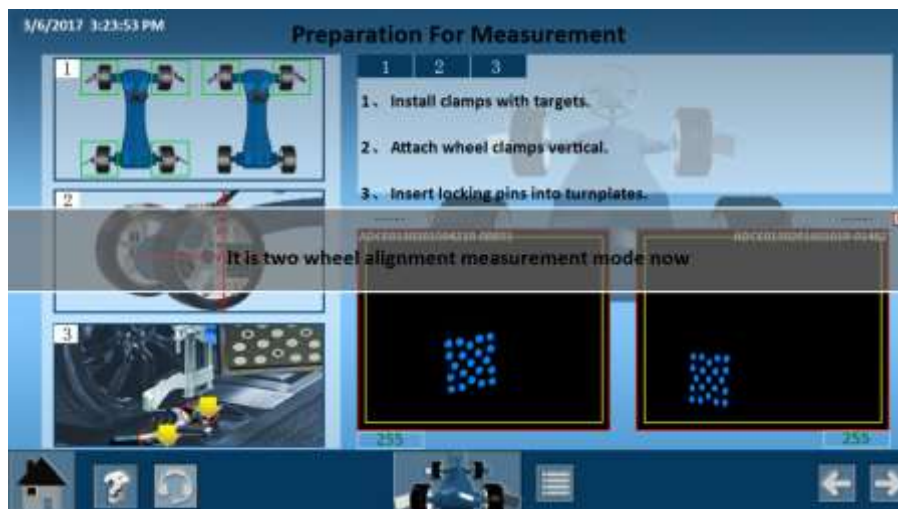 3/6/2017 3:23:53 PM
Preparation For Measurement
1
1 2 3
1、 Install clamps with targets.
2、 Attach wheel clamps vertical.
3、 Insert locking pins into turnplates.
2
It is two wheel alignment measurement mode now
3
255
255